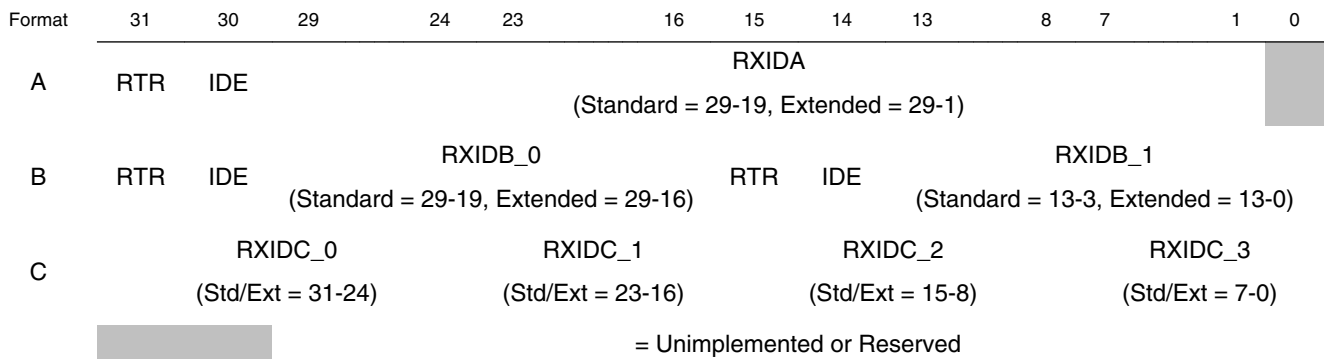 Format 31 30 29 24 23 16 15 14 13 8 7 1 0
A RTR IDE RXIDA
(Standard = 29-19, Extended = 29-1)
B RTR IDE RXIDB_0 RTR IDE RXIDB_1
(Standard = 29-19, Extended = 29-16) (Standard = 13-3, Extended = 13-0)
C RXIDC_0 RXIDC_1 RXIDC_2 RXIDC_3
(Std/Ext = 31-24) (Std/Ext = 23-16) (Std/Ext = 15-8) (Std/Ext = 7-0)
= Unimplemented or Reserved